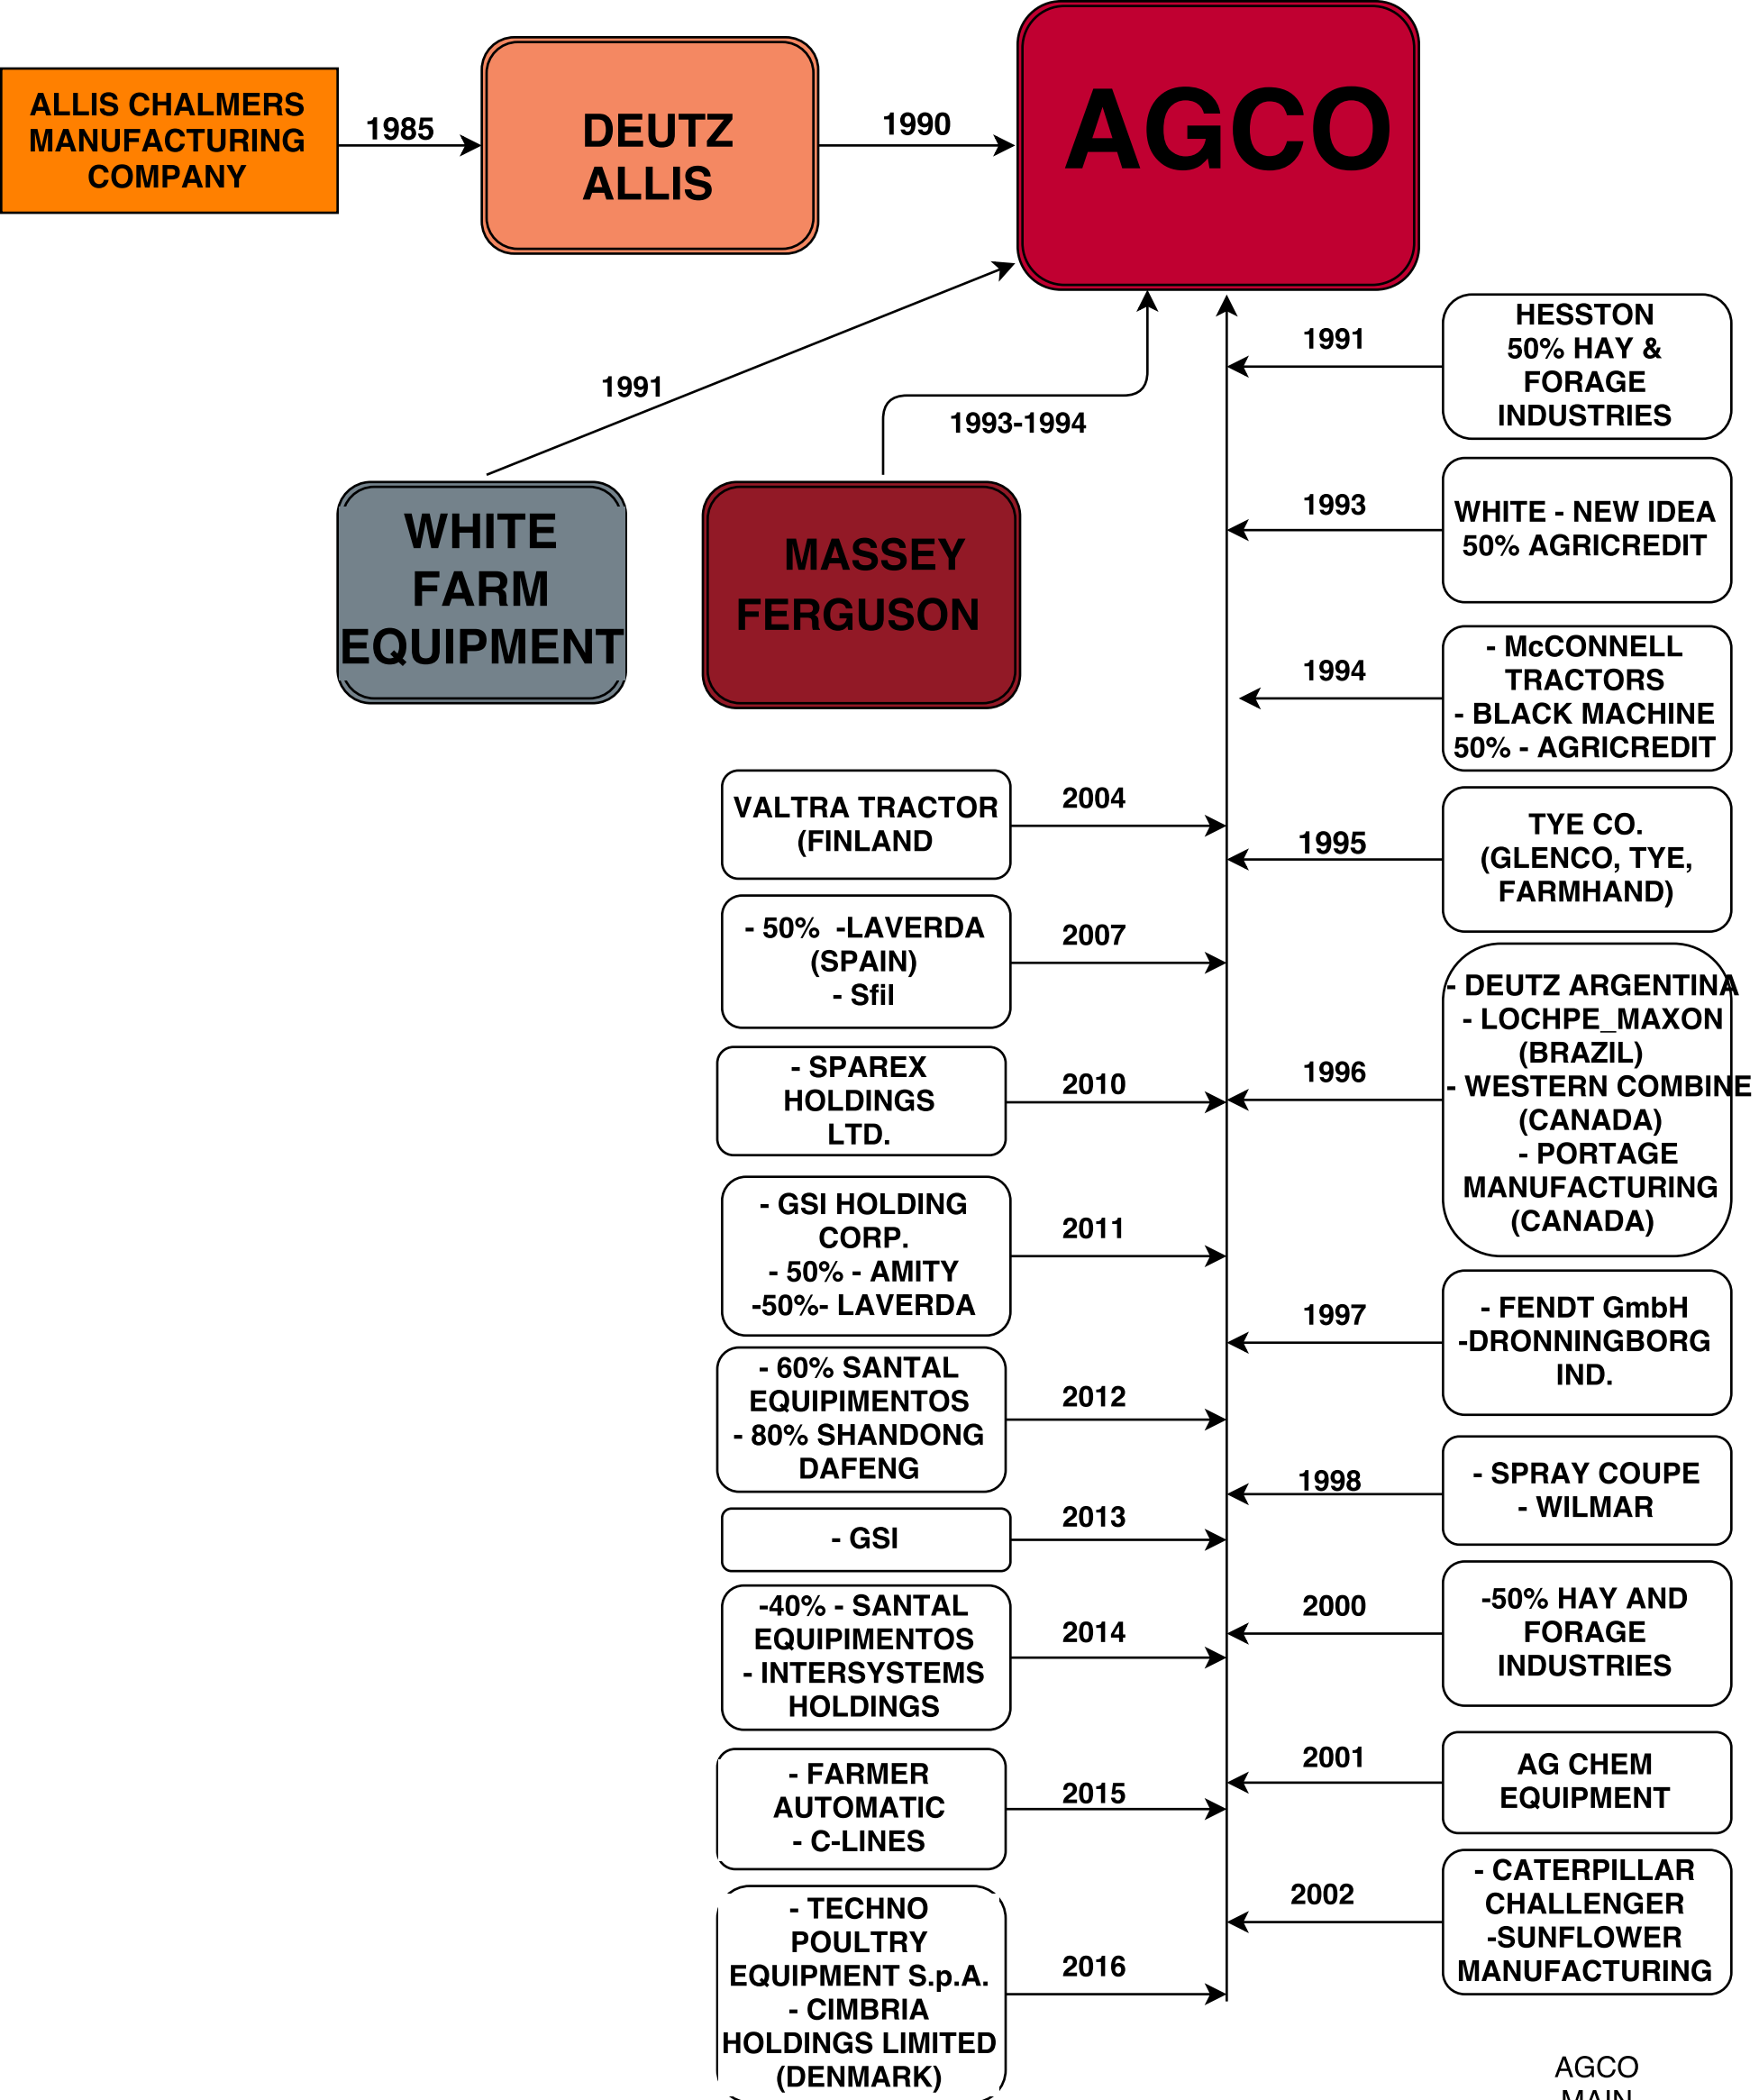 ALLIS CHALMERS
MANUFACTURING
COMPANY
1985
DEUTZ
ALLIS
1990
AGCO
1991
WHITE
FARM
EQUIPMENT
1993-1994
MASSEY
FERGUSON
1991
HESSTON
50% HAY &
FORAGE
INDUSTRIES
1993
WHITE - NEW IDEA
50% AGRICREDIT
1994
- McCONNELL
TRACTORS
- BLACK MACHINE
50% - AGRICREDIT
1995
TYE CO.
(GLENCO, TYE,
FARMHAND)
1996
- DEUTZ ARGENTINA
- LOCHPE_MAXON
(BRAZIL)
- WESTERN COMBINE
(CANADA)
- PORTAGE
MANUFACTURING
(CANADA)
1997
- FENDT GmbH
-DRONNINGBORG
IND.
1998
- SPRAY COUPE
- WILMAR
2000
-50% HAY AND
FORAGE
INDUSTRIES
2001
AG CHEM
EQUIPMENT
2002
- CATERPILLAR
CHALLENGER
-SUNFLOWER
MANUFACTURING
VALTRA TRACTOR
(FINLAND
2004
- 50%  -LAVERDA
(SPAIN)
- Sfil
2007
- SPAREX
HOLDINGS
LTD.
2010
- GSI HOLDING
CORP.
- 50% - AMITY
-50%- LAVERDA
2011
- 60% SANTAL
EQUIPIMENTOS
- 80% SHANDONG
DAFENG
2012
- GSI
2013
-40% - SANTAL
EQUIPIMENTOS
- INTERSYSTEMS
HOLDINGS
2014
- FARMER
AUTOMATIC
- C-LINES
2015
- TECHNO
POULTRY
EQUIPMENT S.p.A.
- CIMBRIA
HOLDINGS LIMITED
(DENMARK)
2016
AGCO
MAIN